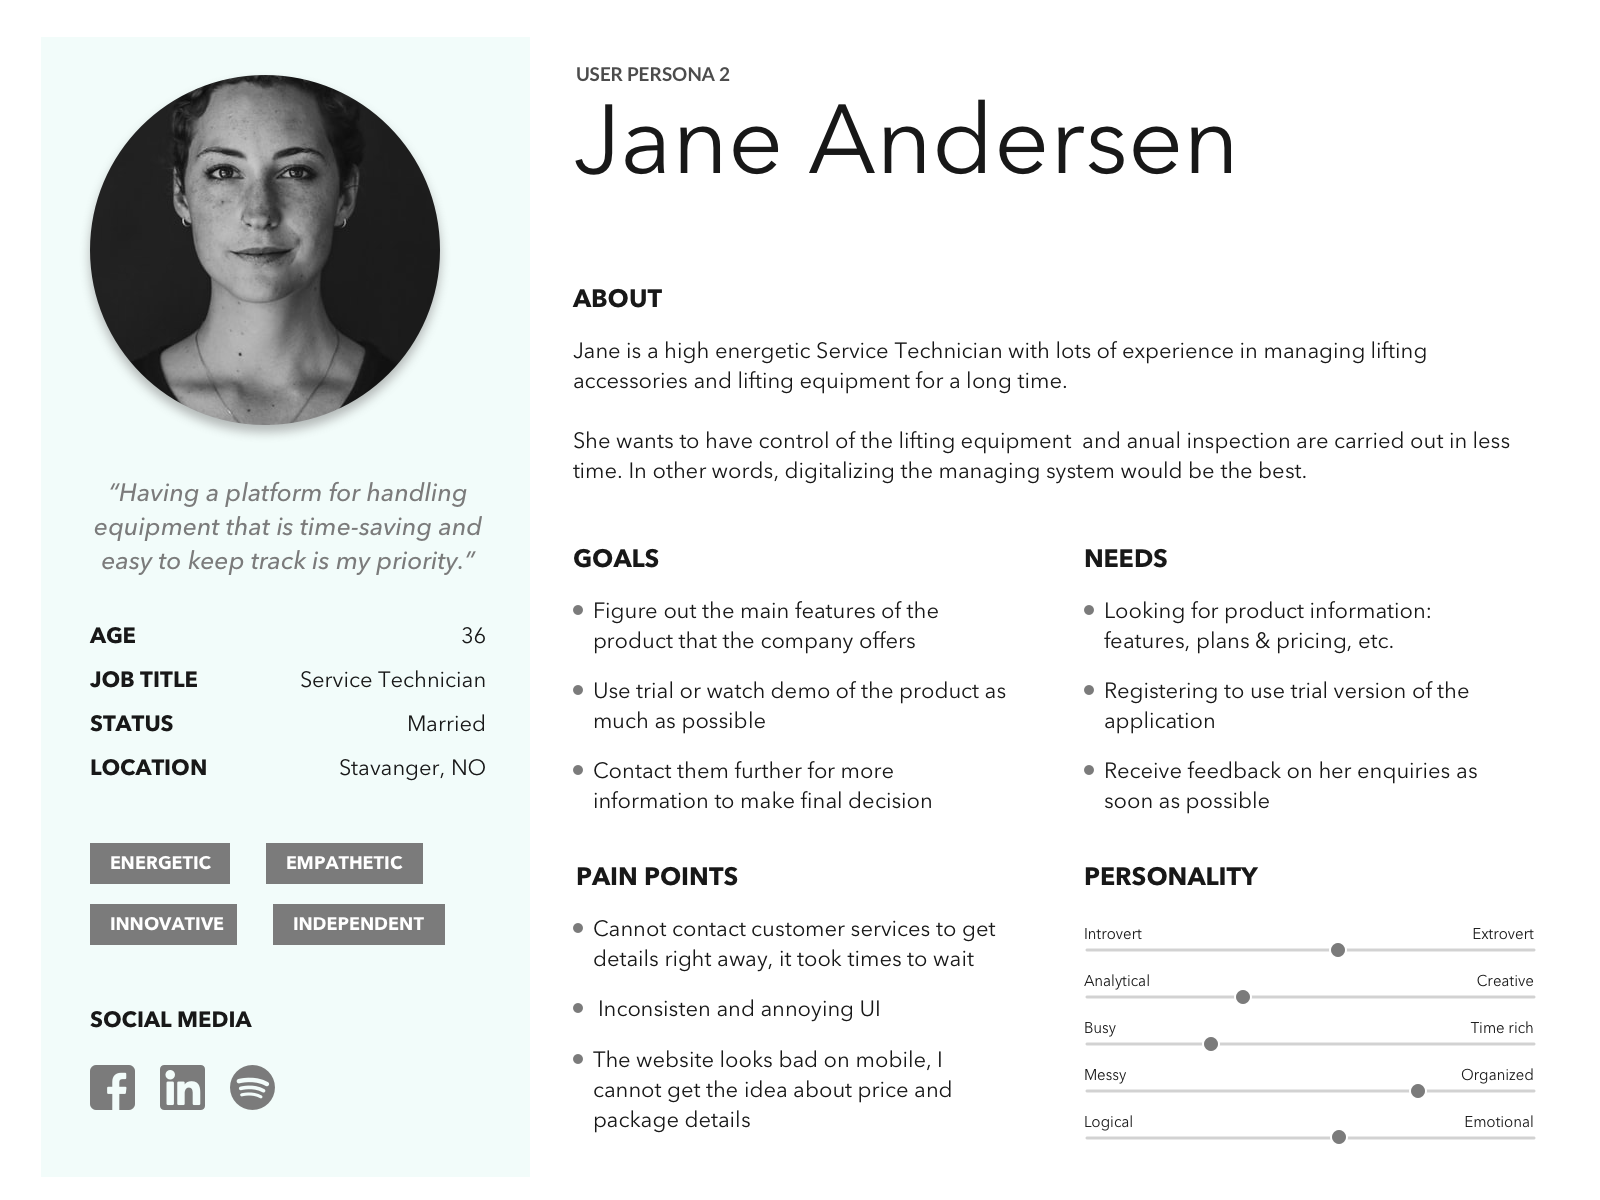 USER PERSONA 2
Jane Andersen
“Having a platform for handling
equipment that is time-saving and
easy to keep track is my priority.”
AGE 36
JOB TITLE Service Technician
STATUS Married
LOCATION Stavanger, NO
ENERGETIC EMPATHETIC
INNOVATIVE INDEPENDENT
SOCIAL MEDIA
f in
ABOUT
Jane is a high energetic Service Technician with lots of experience in managing lifting
accessories and lifting equipment for a long time.
She wants to have control of the lifting equipment  and anual inspection are carried out in less
time. In other words, digitalizing the managing system would be the best.
GOALS
Figure out the main features of the
product that the company offers
Use trial or watch demo of the product as
much as possible
Contact them further for more
information to make final decision
NEEDS
Looking for product information:
features, plans & pricing, etc.
Registering to use trial version of the
application
Receive feedback on her enquiries as
soon as possible
PAIN POINTS
Cannot contact customer services to get
details right away, it took times to wait
Inconsisten and annoying UI
The website looks bad on mobile, I
cannot get the idea about price and
package details
PERSONALITY
Introvert Extrovert
Analytical Creative
Busy Time rich
Messy Organized
Logical Emotional